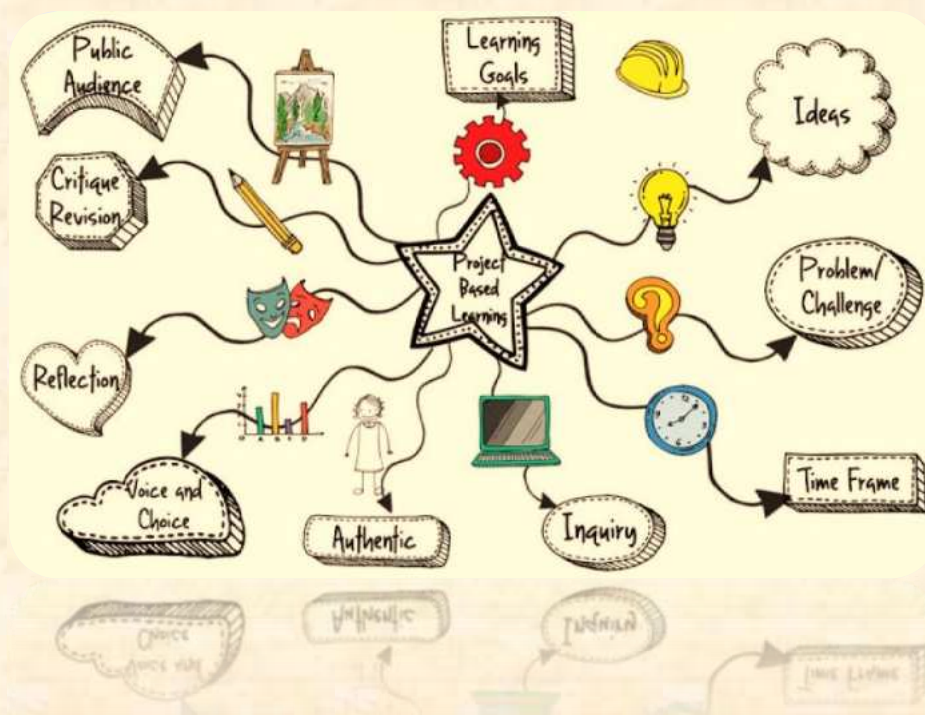 Public
Audience
Learning
Goals
Ideas
Critique
Revision
Project
Based
Learning
Problem/
Challenge
Reflection
Voice and
Choice
Authentic
Inquiry
Time Frame